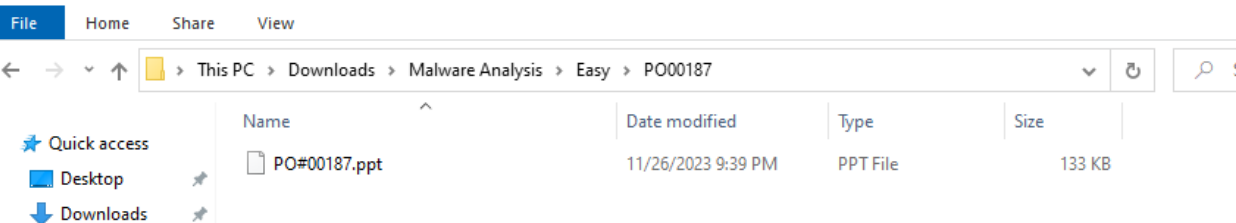 File Home Share View
This PC > Downloads > Malware Analysis > Easy > PO00187
Name Date modified Type Size
Quick access
PO#00187.ppt 11/26/2023 9:39 PM PPT File 133 KB
Desktop
Downloads